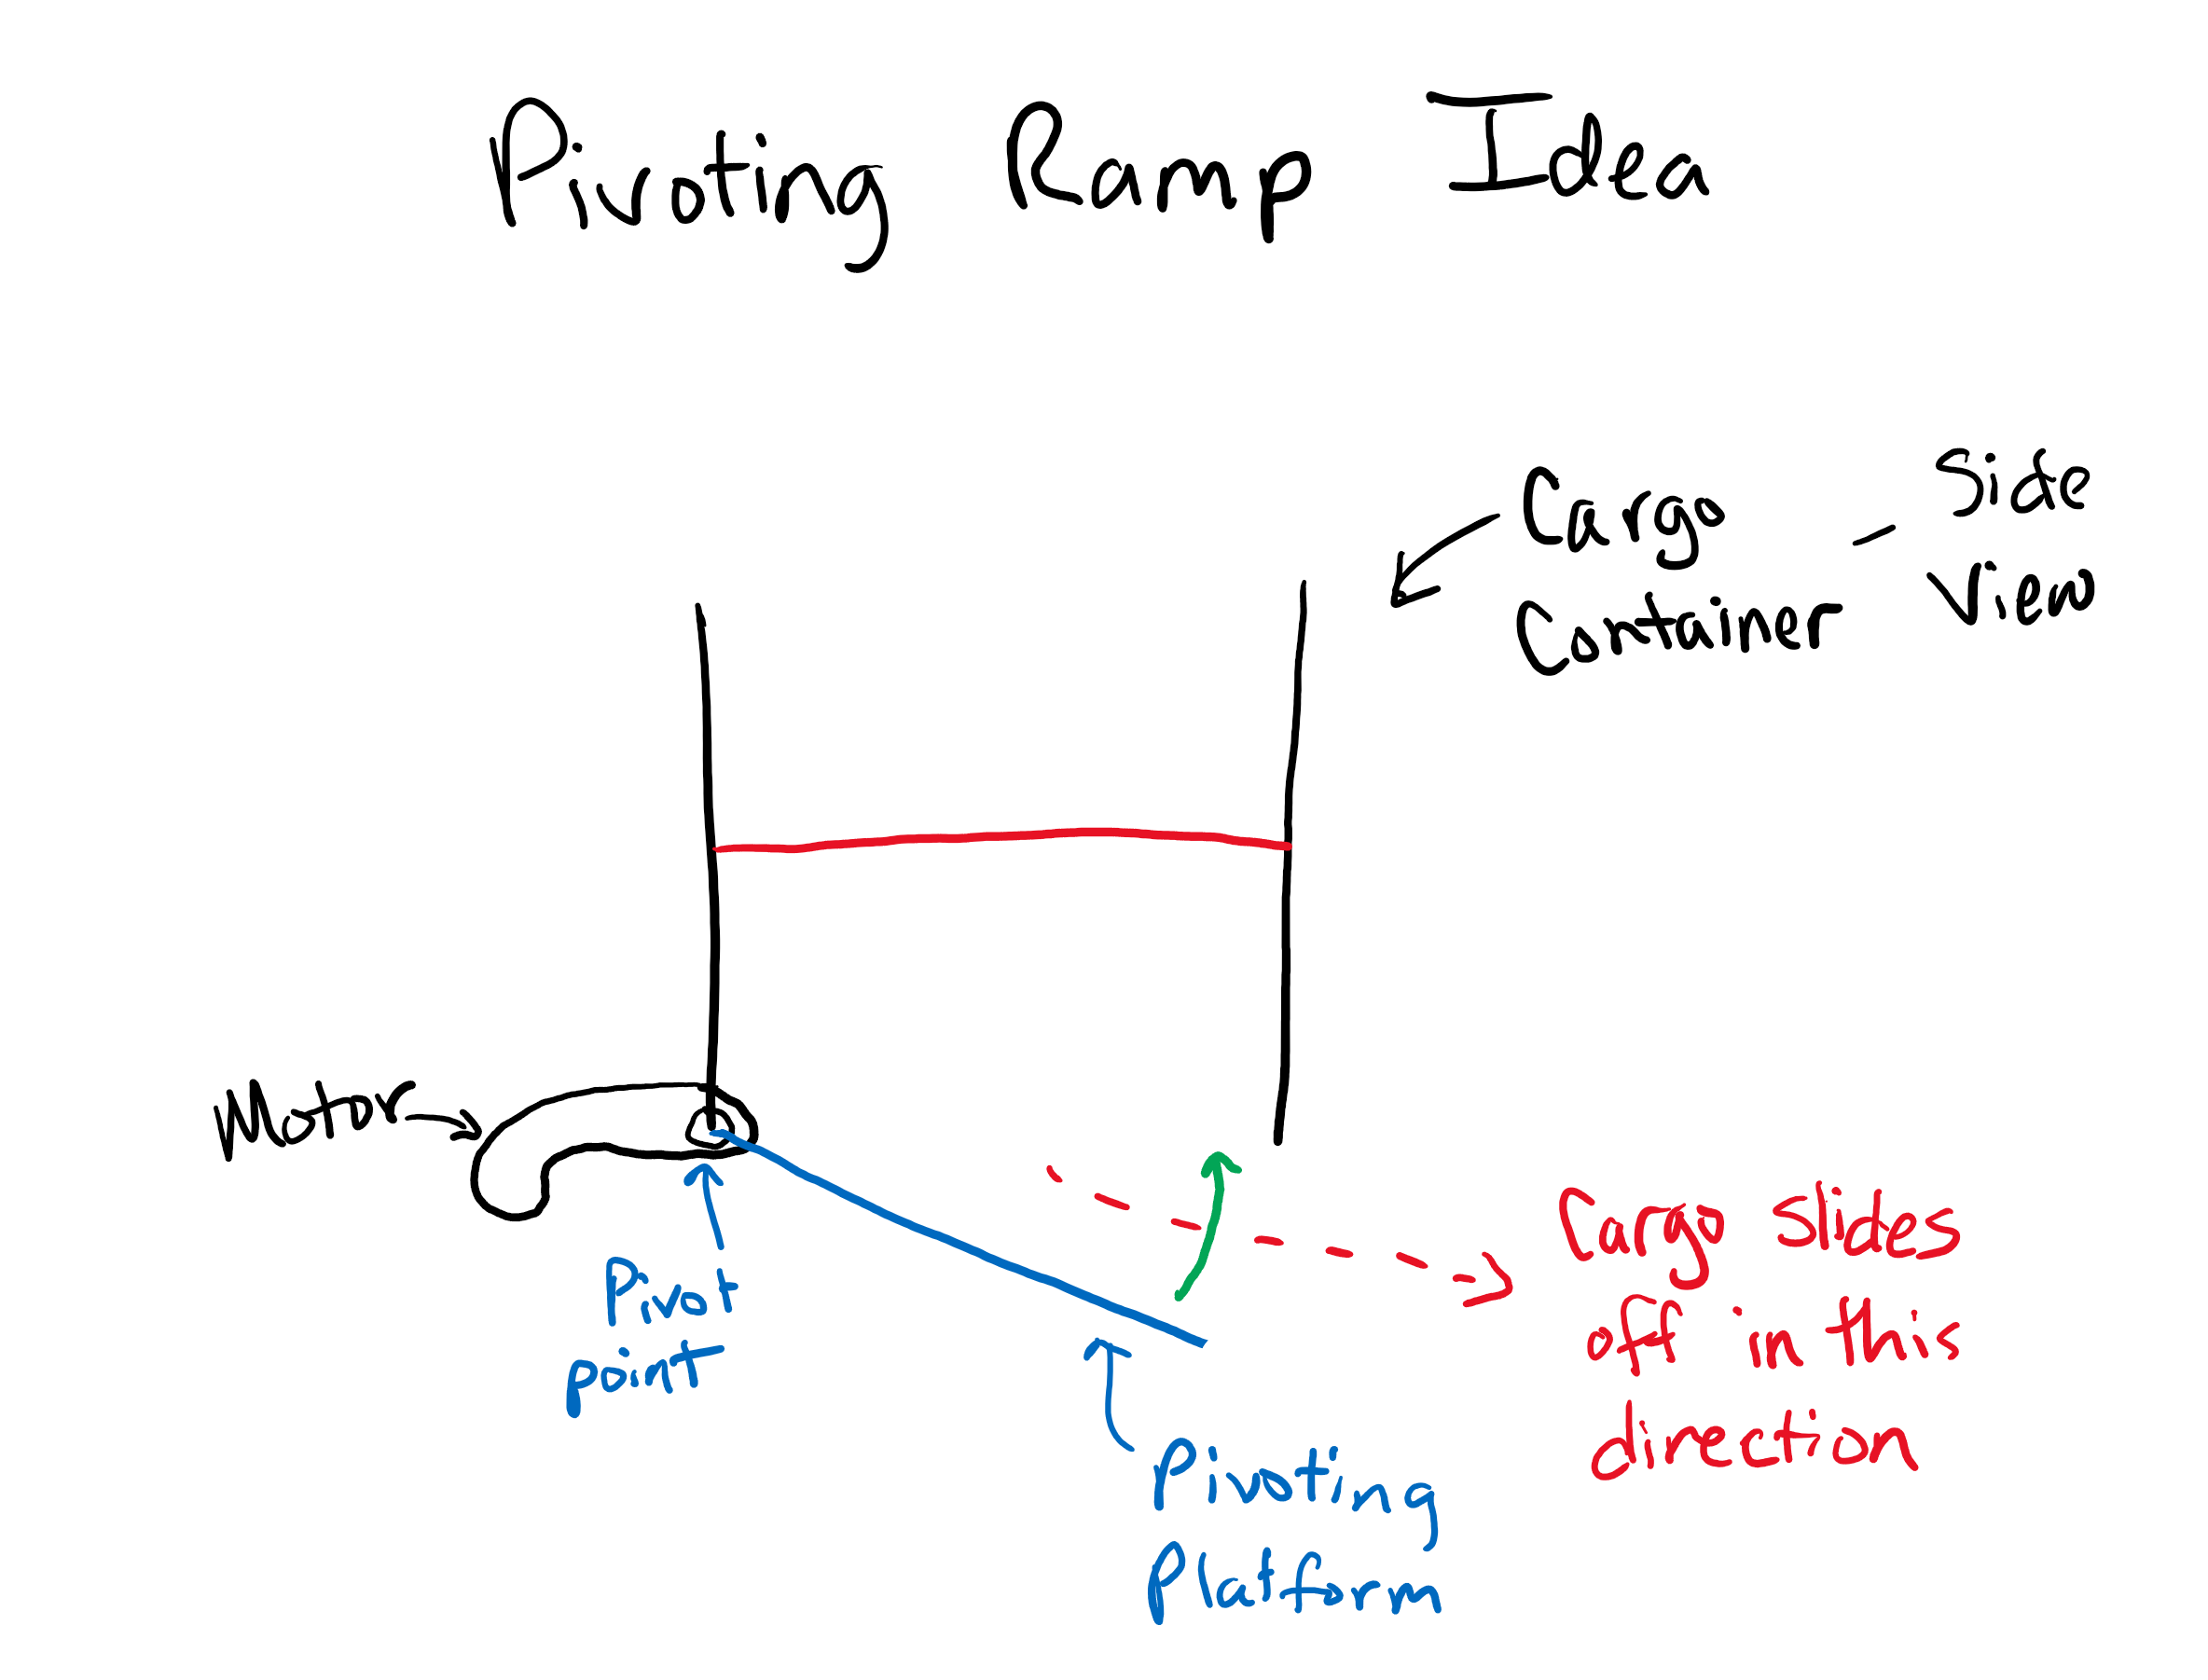 Pivoting Ramp Idea
Cargo
Container - Side
View
Motor
Pivot
point
Pivoting
Platform
Cargo Slides
off in this
direction